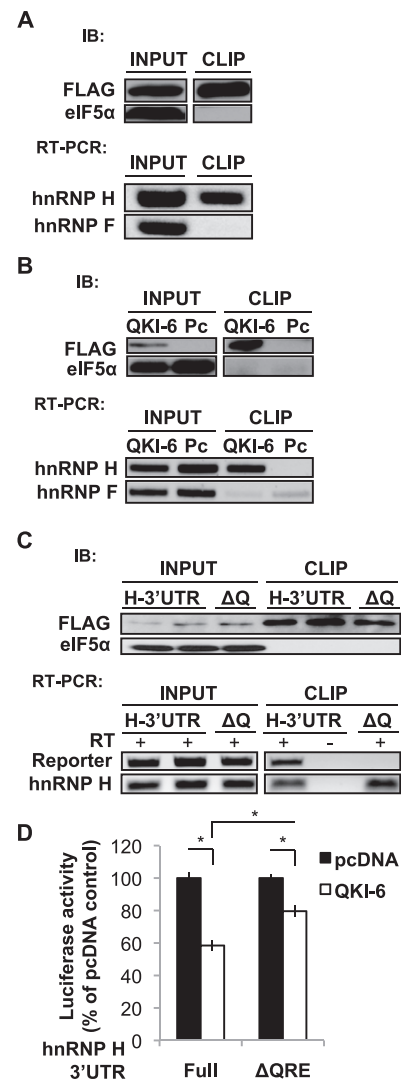 A
IB:
INPUT CLIP
FLAG
eIF5α
RT-PCR:
INPUT CLIP
hnRNP H
hnRNP F
B
IB:
INPUT CLIP
QKI-6 Pc QKI-6 Pc
FLAG
eIF5α
RT-PCR:
INPUT CLIP
QKI-6 Pc QKI-6 Pc
hnRNP H
hnRNP F
C
IB:
INPUT CLIP
H-3'UTR ΔQ H-3'UTR ΔQ
FLAG
eIF5α
RT-PCR:
INPUT CLIP
H-3'UTR ΔQ H-3'UTR ΔQ
RT + + + + - +
Reporter
hnRNP H
D
*
* *
pcDNA
QKI-6
Luciferase activity
(% of pcDNA control)
120
100
80
60
40
20
0
hnRNP H
3'UTR Full ΔQRE